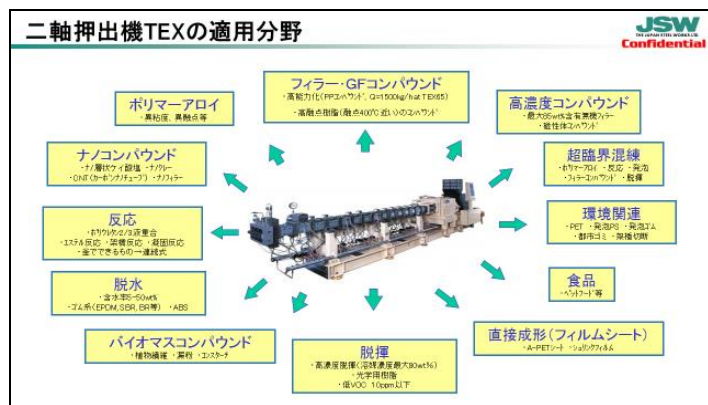 二軸押出機TEXの適用分野
JSW
THE JAPAN STEEL WORKS LTD.
Confidential
フィラー・GFコンパウンド
・高能力化(PPコンパウンド, Q=1500kg/h at TEX65)
・高融点樹脂(融点400℃近い)のコンパウンド
ポリマーアロイ
・異粘度、異融点等
高濃度コンパウンド
・最大95wt%含有無機フィラー
・磁性体コンパウンド
ナノコンパウンド
・ナノ層状ケイ酸塩 ・ナノクレー
・CNT(カーボンナノチューブ) ・ナノフィラー
超臨界混練
・ポリマーアロイ ・反応 ・発泡
・フィラーコンパウンド ・脱揮
反応
・ポリウレタン2/3液重合
・エステル反応 ・架橋反応 ・凝固反応
・釜でできるもの→連続式
環境関連
・PET ・発泡PS ・発泡ゴム
・都市ゴミ ・架橋切断
脱水
・含水率5~50wt%
・ゴム系(EPDM, SBR, BR等) ・ABS
食品
・ペットフード等
バイオマスコンパウンド
・植物繊維 ・澱粉 ・コンスターチ
脱揮
・高濃度脱揮(溶媒濃度最大80wt%)
・光学用樹脂
・低VOC 10ppm以下
直接成形(フィルムシート)
・A-PETシート ・シュリンクフィルム